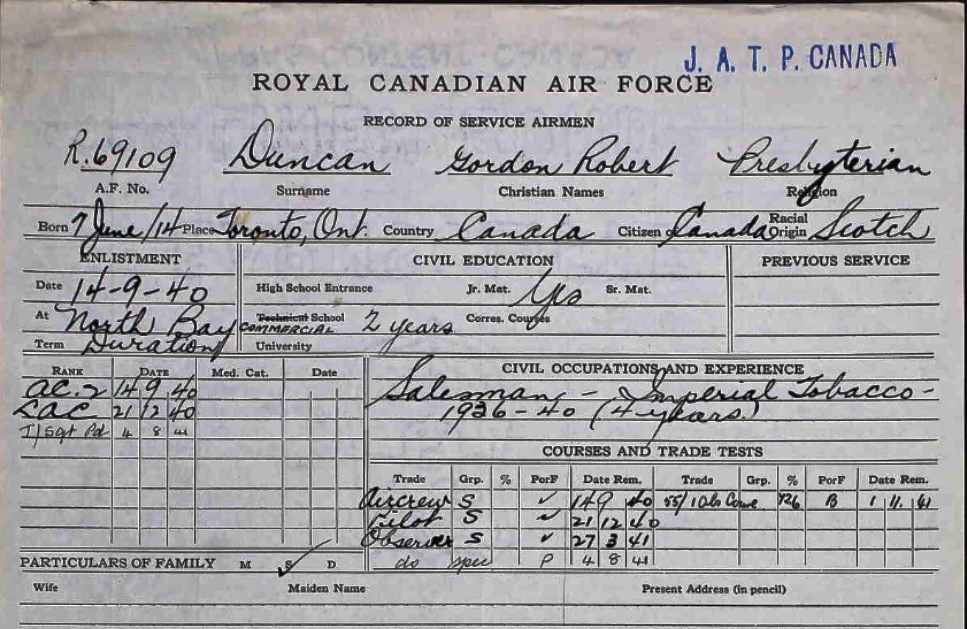 J. A. T. P. CANADA
ROYAL CANADIAN AIR FORCE
RECORD OF SERVICE AIRMEN
R.69109 Duncan Gordon Robert Presbyterian
A.F. No. Surname Christian Names Religion
Born 7 June/14 Place Toronto, Ont. Country Canada Citizen of Canada Racial Origin Scotch
ENLISTMENT CIVIL EDUCATION PREVIOUS SERVICE
Date 14-9-40 High School Entrance Jr. Mat. Yes Sr. Mat.
At North Bay Technical School COMMERCIAL 2 years Corres. Courses
Term Duration University
RANK DATE Med. Cat. Date CIVIL OCCUPATIONS AND EXPERIENCE
AC.2 14 9 40 Salesman - Imperial Tobacco -
LAC 21 12 40 1936-40 (4 years)
T/Sgt Pd 4 8 41
COURSES AND TRADE TESTS
Trade Grp. % PorF Date Rem. Trade Grp. % PorF Date Rem.
Aircrew S ✓ 14 9 40 B 1 11 41
Pilot S ✓ 21 12 40
Observer S ✓ 27 3 41
PARTICULARS OF FAMILY M S ✓ D do spec P 4 8 41
Wife Maiden Name Present Address (in pencil)